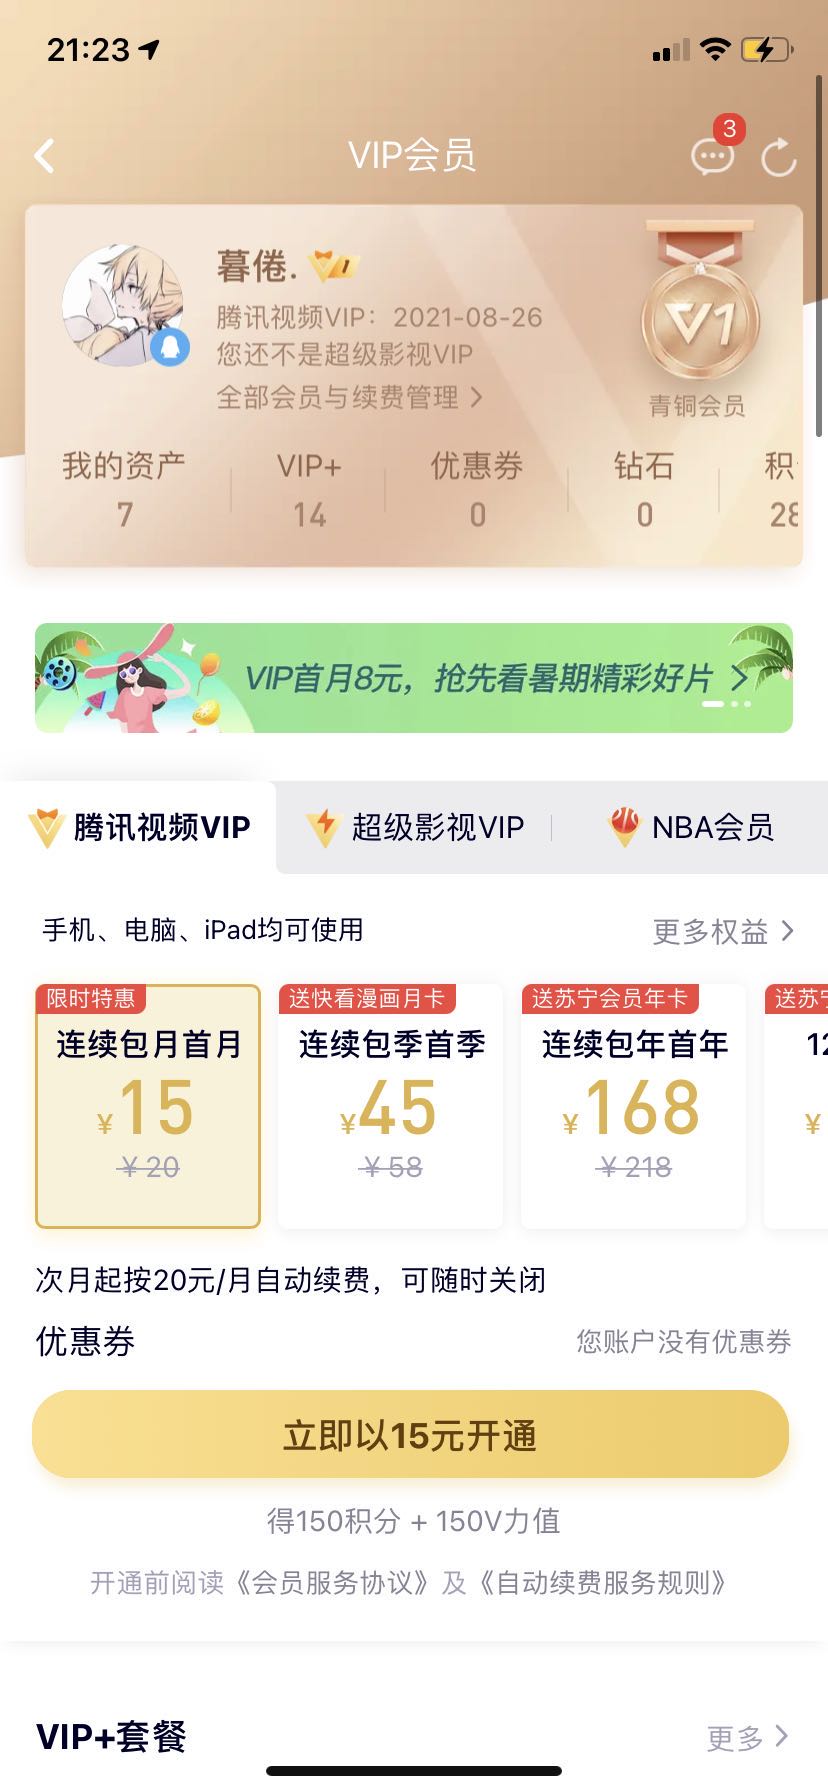 21:23
VIP会员
3
暮倦.
腾讯视频VIP：2021-08-26
您还不是超级影视VIP
全部会员与续费管理
V1
青铜会员
我的资产 VIP+ 优惠券 钻石 积
7 14 0 0 28
VIP首月8元，抢先看暑期精彩好片
腾讯视频VIP 超级影视VIP NBA会员
手机、电脑、iPad均可使用 更多权益
限时特惠 送快看漫画月卡 送苏宁会员年卡 送苏宁
连续包月首月 连续包季首季 连续包年首年 12
¥15 ¥45 ¥168 ¥
¥20 ¥58 ¥218
次月起按20元/月自动续费，可随时关闭
优惠券 您账户没有优惠券
立即以15元开通
得150积分 + 150V力值
开通前阅读《会员服务协议》及《自动续费服务规则》
VIP+套餐 更多